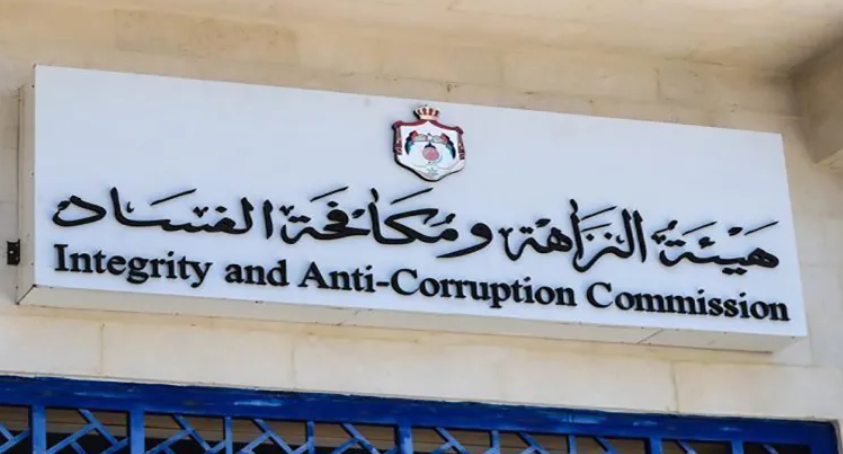 هيئة النزاهة ومكافحة الفساد
Integrity and Anti-Corruption Commission